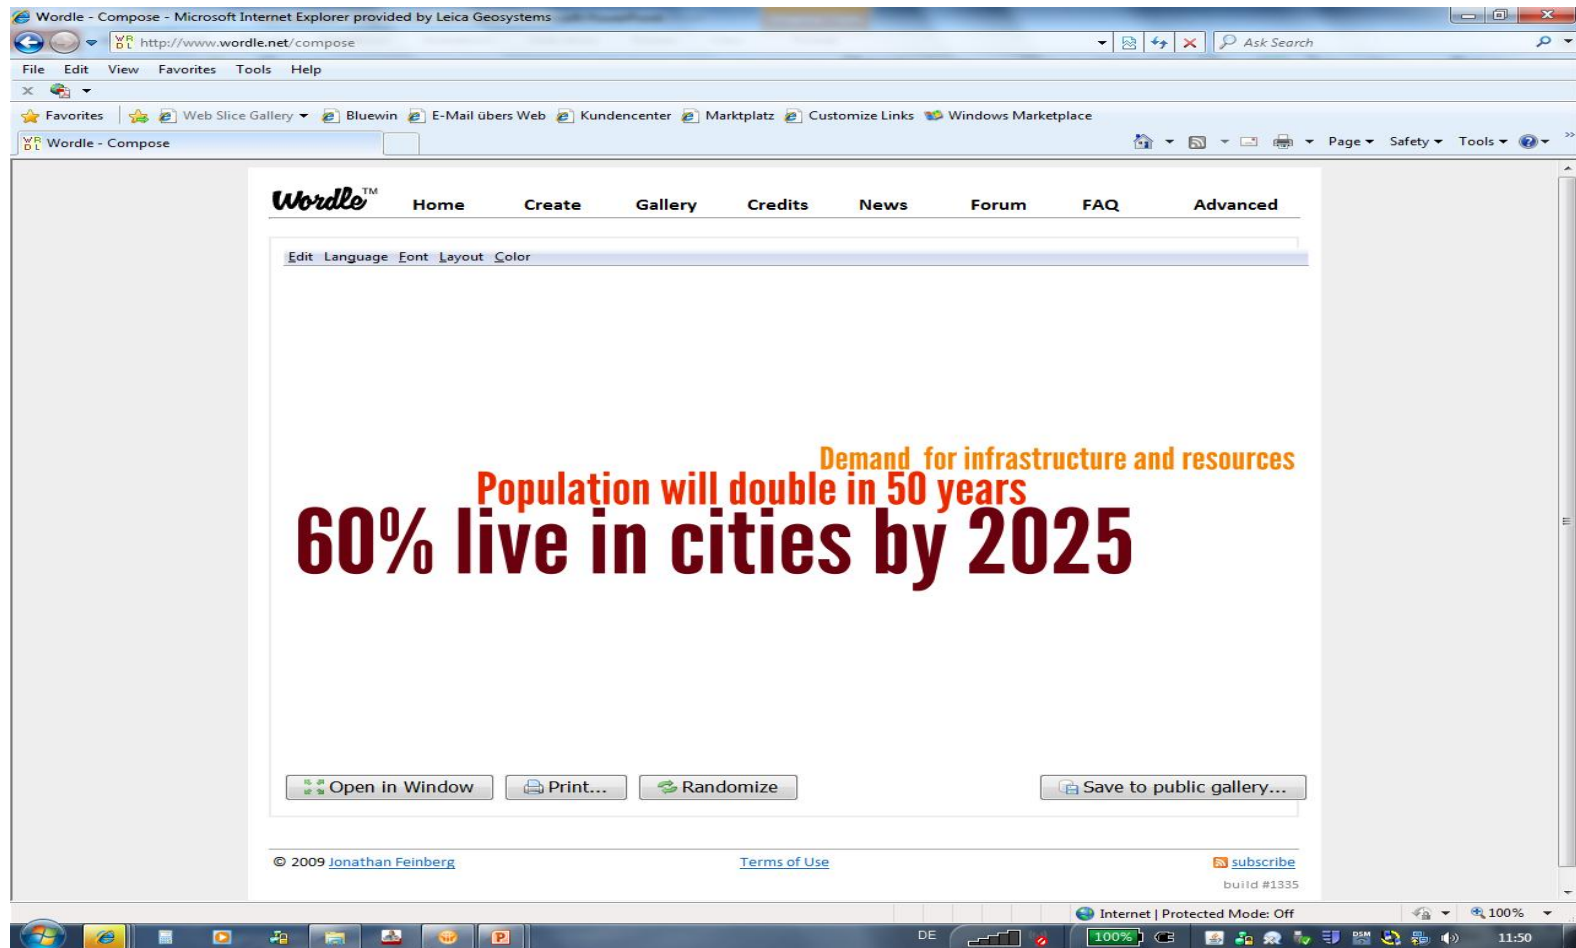 Wordle - Compose - Microsoft Internet Explorer provided by Leica Geosystems
http://www.wordle.net/compose
Ask Search
File Edit View Favorites Tools Help
Favorites Web Slice Gallery Bluewin E-Mail übers Web Kundencenter Marktplatz Customize Links Windows Marketplace
Wordle - Compose
Page Safety Tools
Wordle™ Home Create Gallery Credits News Forum FAQ Advanced
Edit Language Font Layout Color
Demand for infrastructure and resources
Population will double in 50 years
60% live in cities by 2025
Open in Window Print... Randomize Save to public gallery...
© 2009 Jonathan Feinberg Terms of Use subscribe
build #1335
Internet | Protected Mode: Off 100%
DE 100% 11:50